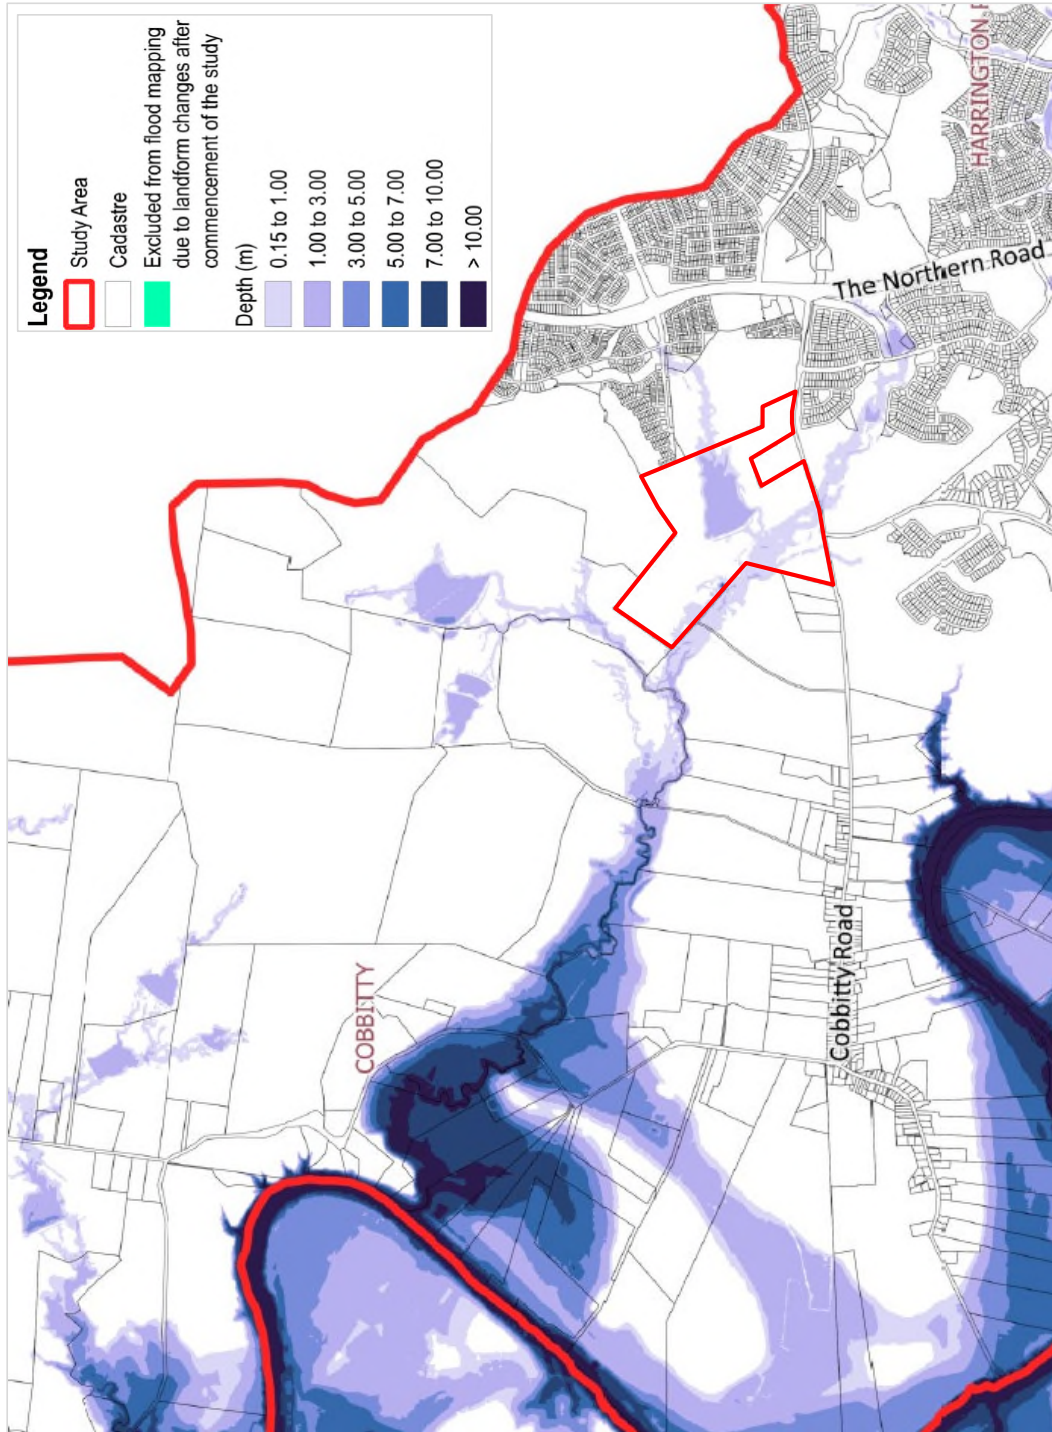 Legend
Study Area
Cadastre
Excluded from flood mapping
due to landform changes after
commencement of the study
Depth (m)
0.15 to 1.00
1.00 to 3.00
3.00 to 5.00
5.00 to 7.00
7.00 to 10.00
> 10.00
HARRINGTON
The Northern Road
COBBITTY
Cobbitty Road